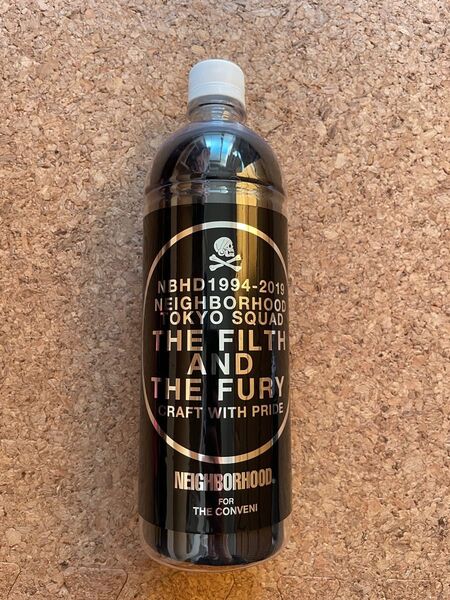 NBHD1994-2019
NEIGHBORHOOD
TOKYO SQUAD
THE FILTH
AND
THE FURY
CRAFT WITH PRIDE
NEIGHBORHOOD®
FOR
THE CONVENI